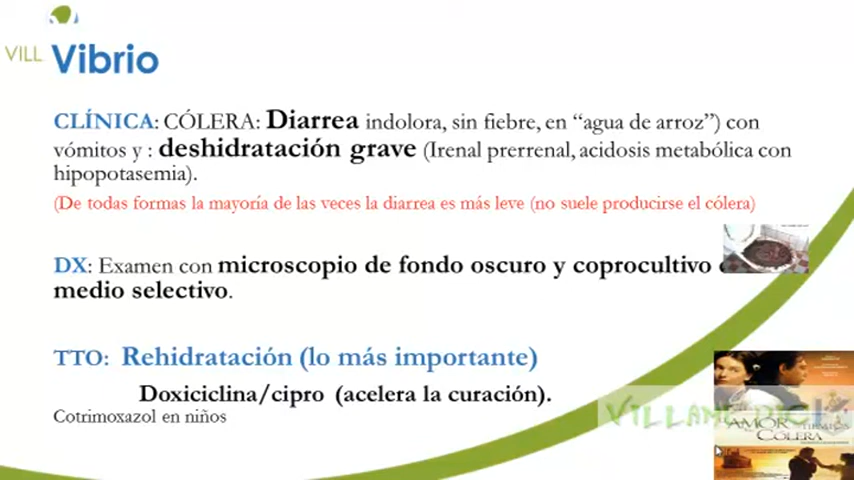 VILL
Vibrio
CLÍNICA: CÓLERA: Diarrea indolora, sin fiebre, en “agua de arroz”) con
vómitos y : deshidratación grave (Irenal prerrenal, acidosis metabólica con
hipopotasemia).
(De todas formas la mayoría de las veces la diarrea es más leve (no suele producirse el cólera)
DX: Examen con microscopio de fondo oscuro y coprocultivo
medio selectivo.
TTO: Rehidratación (lo más importante)
Doxiciclina/cipro (acelera la curación).
Cotrimoxazol en niños
AMOR
CÓLERA